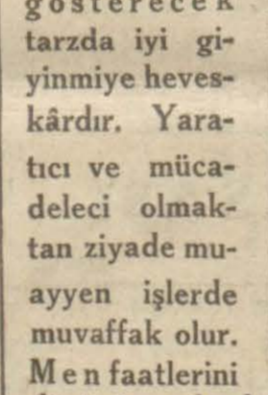 gösterecek
tarzda iyi gi-
yinmiye heves-
kârdır. Yara-
tıcı ve müca-
deleci olmak-
tan ziyade mu-
ayyen işlerde
muvaffak olur.
Menfaatlerini